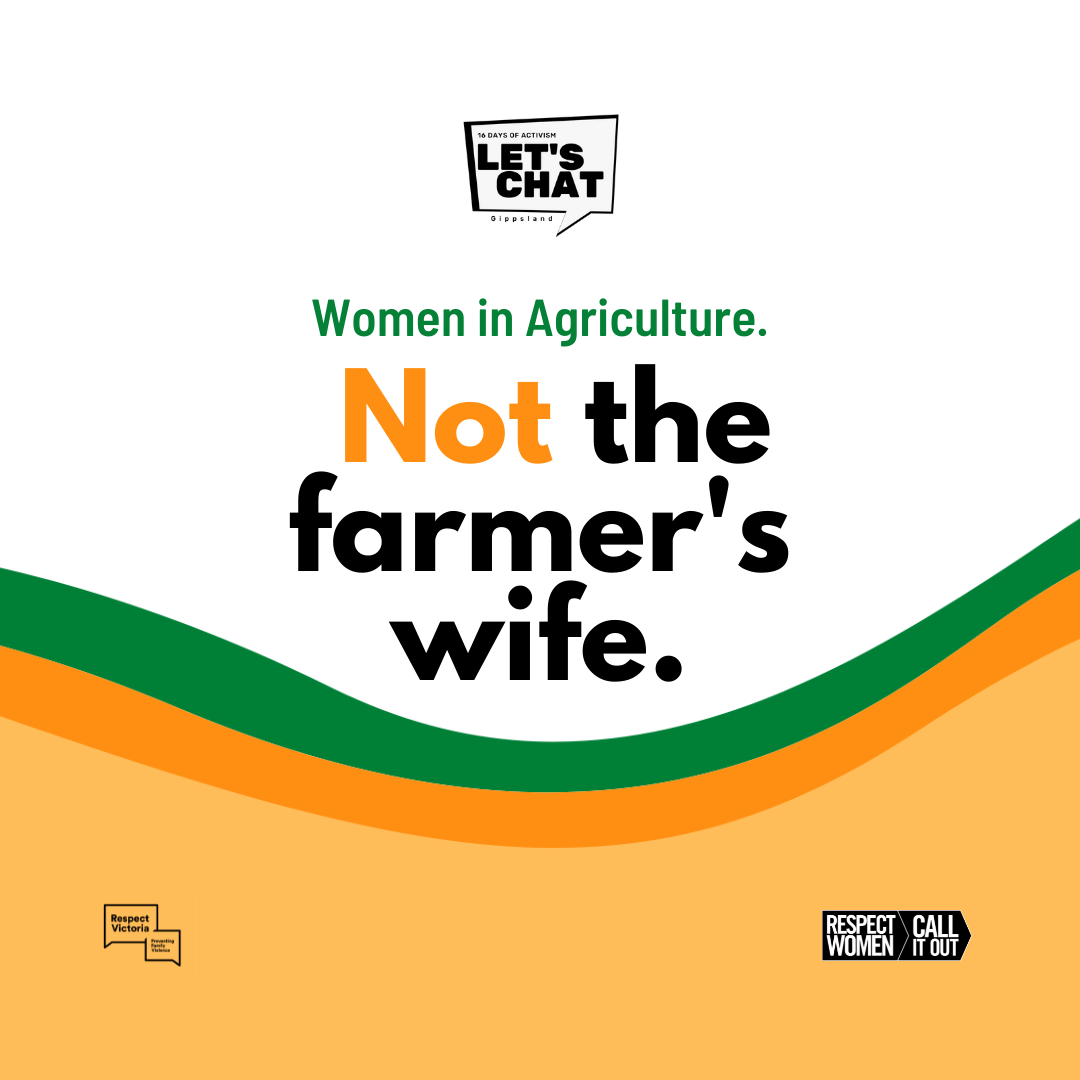 16 DAYS OF ACTIVISM
LET'S
CHAT
Gippsland
Women in Agriculture.
Not the
farmer's
wife.
Respect
Victoria
Preventing
Family
Violence
RESPECT
WOMEN
CALL
IT OUT